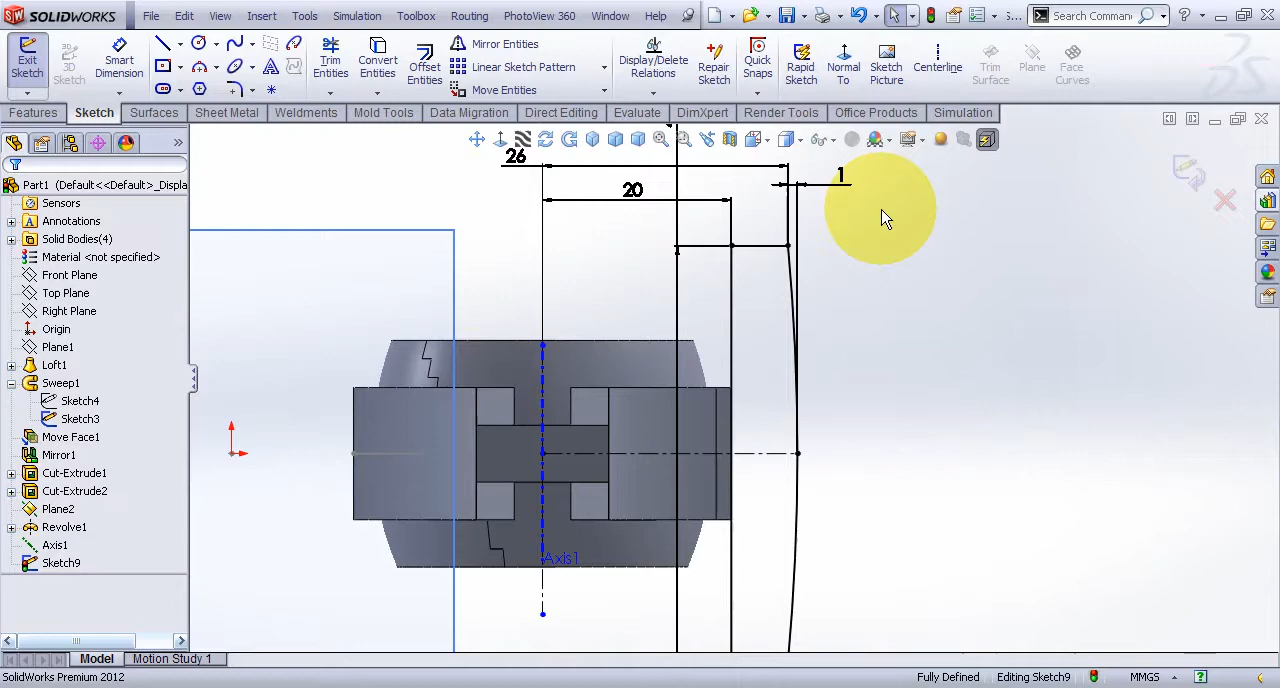 SOLIDWORKS File Edit View Insert Tools Simulation Toolbox Routing PhotoView 360 Window Help S... Search Comman
Exit Sketch 3D Sketch Smart Dimension Trim Entities Convert Entities Offset Entities Mirror Entities Linear Sketch Pattern Move Entities Display/Delete Relations Repair Sketch Quick Snaps Rapid Sketch Normal To Sketch Picture Centerline Trim Surface Plane Face Curves
Features Sketch Surfaces Sheet Metal Weldments Mold Tools Data Migration Direct Editing Evaluate DimXpert Render Tools Office Products Simulation
26
1
20
Part1 (Default<<Default>_Displa
Sensors
Annotations
Solid Bodies(4)
Material <not specified>
Front Plane
Top Plane
Right Plane
Origin
Plane1
Loft1
Sweep1
Sketch4
Sketch3
Move Face1
Mirror1
Cut-Extrude1
Cut-Extrude2
Plane2
Revolve1
Axis1
Sketch9
Axis1
Model Motion Study 1
SolidWorks Premium 2012 Fully Defined Editing Sketch9 MMGS